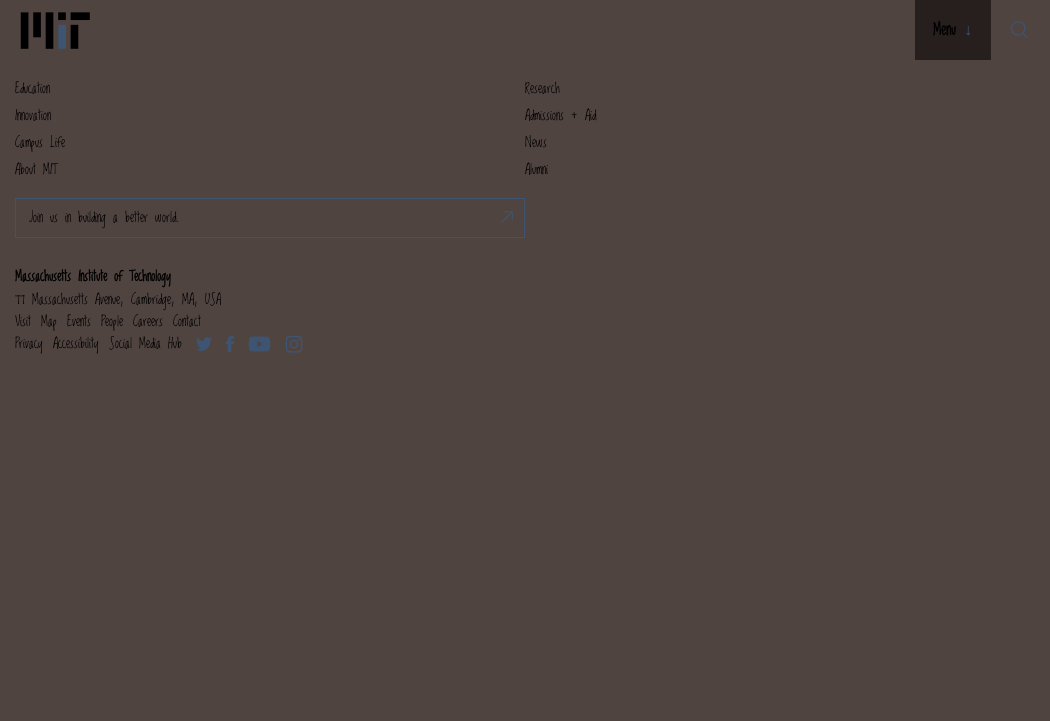 MIT
Menu ↓
Education
Research
Innovation
Admissions + Aid
Campus Life
News
About MIT
Alumni
Join us in building a better world.
Massachusetts Institute of Technology
77 Massachusetts Avenue, Cambridge, MA, USA
Visit Map Events People Careers Contact
Privacy Accessibility Social Media Hub